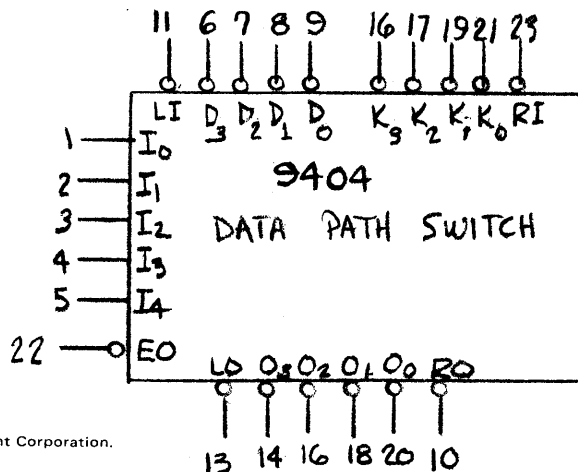 11 6 7 8 9 16 17 19 21 23
LI D3 D2 D1 D0 K3 K2 K1 K0 RI
1 I0
9404
2 I1
3 I2
DATA PATH SWITCH
4 I3
5 I4
22 EO
LO O3 O2 O1 O0 RO
nt Corporation.
13 14 16 18 20 10